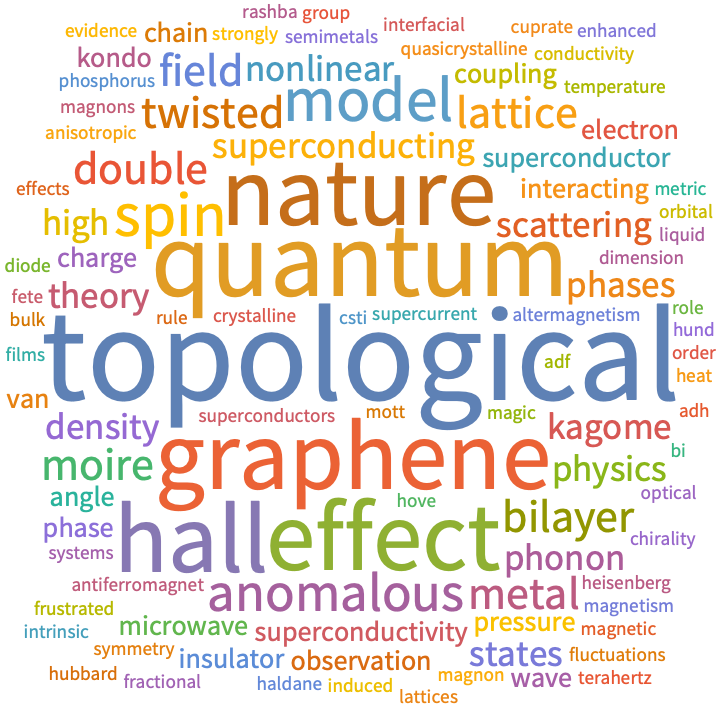 rashba group
evidence chain strongly semimetals interfacial cuprate enhanced
kondo field nonlinear quasicrystalline conductivity
phosphorus coupling temperature
magnons twisted model lattice
anisotropic superconducting electron
double superconductor
effects nature interacting metric
high spin scattering orbital
liquid
diode charge quantum dimension
fete theory phases
bulk rule crystalline csti supercurrent altermagnetism role
hund
films topological adf order
heat
van superconductors mott magic adh
density graphene kagome
moire physics bi
angle hove optical
phase hall effect bilayer chirality
systems phonon
antiferromagnet anomalous metal heisenberg
frustrated magnetism
intrinsic microwave superconductivity pressure magnetic
symmetry insulator observation states fluctuations
hubbard fractional haldane induced magnon wave terahertz
lattices